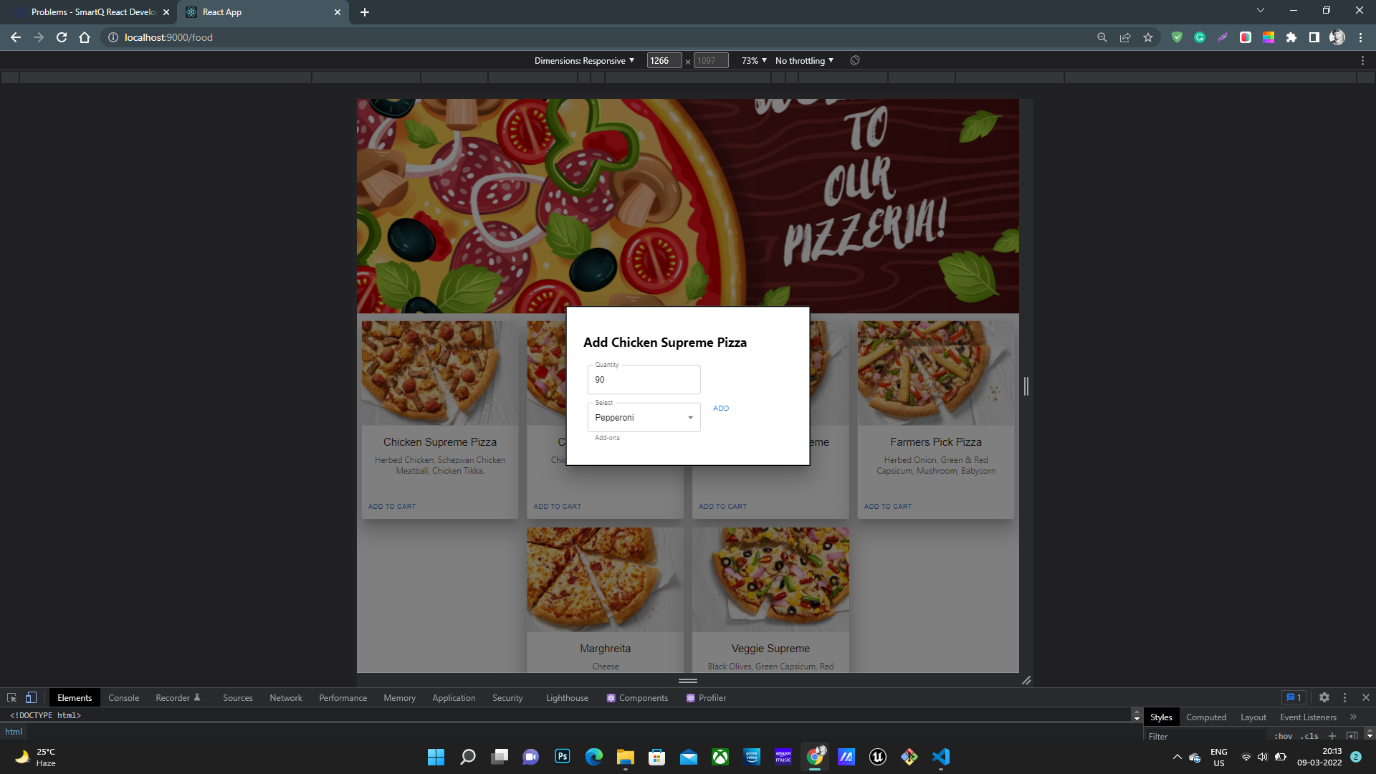 Problems - SmartQ React Develo
React App
localhost:9000/food
Dimensions: Responsive 1266 × 1097 73% No throttling
TO
OUR
PIZZERIA!
Add Chicken Supreme Pizza
Quantity
90
Select
Pepperoni
Add-ons
ADD
Chicken Supreme Pizza
Herbed Chicken, Schezwan Chicken
Meatball, Chicken Tikka.
ADD TO CART
ADD TO CART
ADD TO CART
Farmers Pick Pizza
Herbed Onion, Green & Red
Capsicum, Mushroom, Babycorn
ADD TO CART
Marghreita
Cheese
Veggie Supreme
Black Olives, Green Capsicum, Red
Elements Console Recorder Sources Network Performance Memory Application Security Lighthouse Components Profiler 1
<!DOCTYPE html>
html
Styles Computed Layout Event Listeners »
Filter :hov .cls +
25°C
Haze
ENG
US
20:13
09-03-2022
2